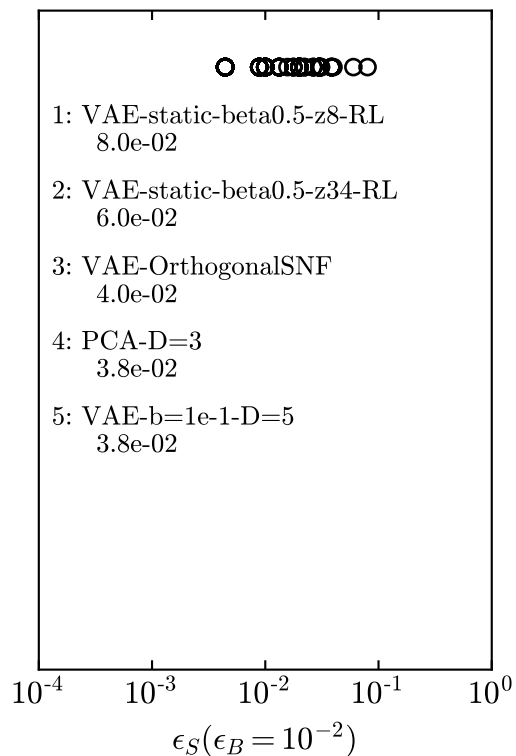 1: VAE-static-beta0.5-z8-RL
8.0e-02
2: VAE-static-beta0.5-z34-RL
6.0e-02
3: VAE-OrthogonalSNF
4.0e-02
4: PCA-D=3
3.8e-02
5: VAE-b=1e-1-D=5
3.8e-02
10⁻⁴ 10⁻³ 10⁻² 10⁻¹ 10⁰
ϵ_S(ϵ_B = 10⁻²)